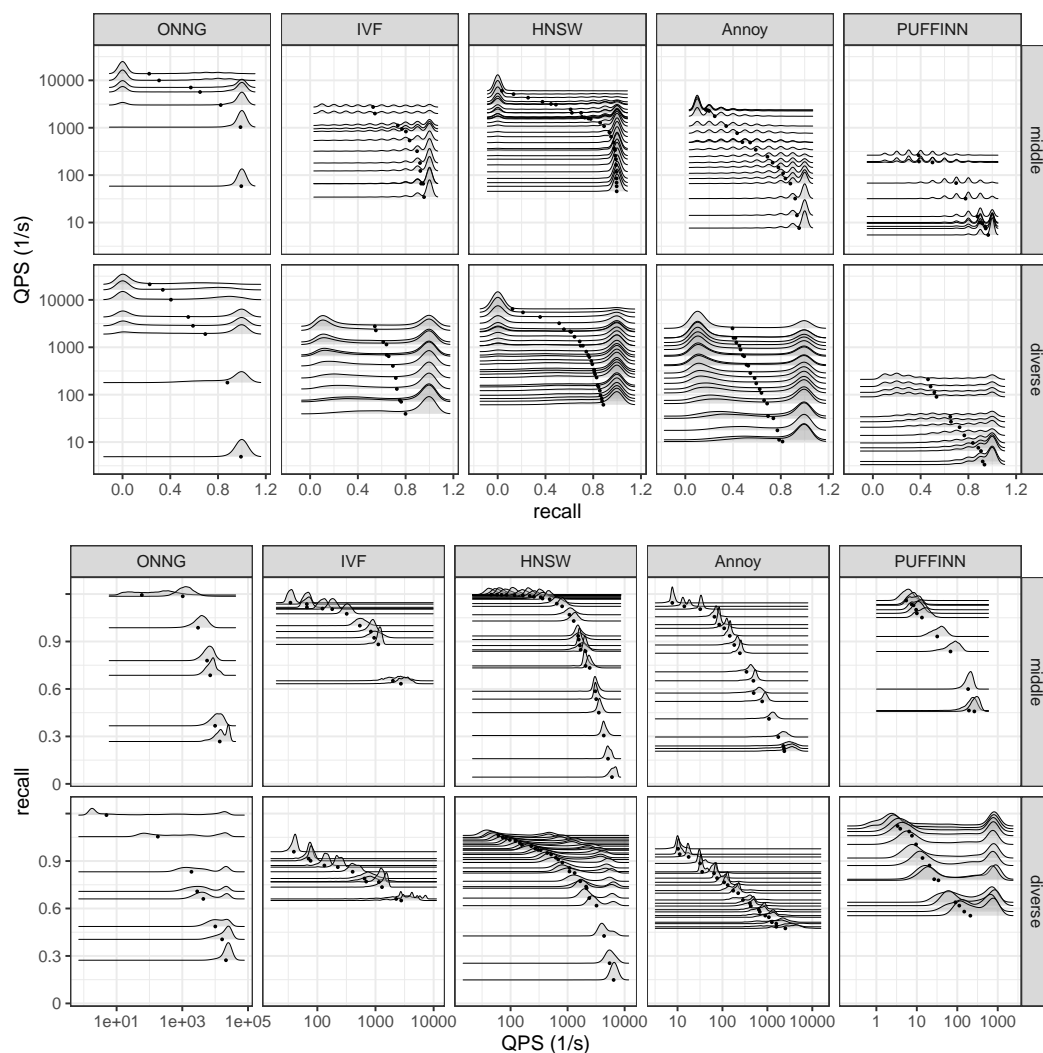 ONNG IVF HNSW Annoy PUFFINN
10000
1000
100
10
middle
10000
1000
100
10
diverse
QPS (1/s)
0.0 0.4 0.8 1.2 0.0 0.4 0.8 1.2 0.0 0.4 0.8 1.2 0.0 0.4 0.8 1.2 0.0 0.4 0.8 1.2
recall
ONNG IVF HNSW Annoy PUFFINN
0.9
0.6
0.3
0
middle
0.9
0.6
0.3
0
diverse
recall
1e+01 1e+03 1e+05 100 1000 10000 100 1000 10000 10 100 1000 10000 1 10 100 1000
QPS (1/s)